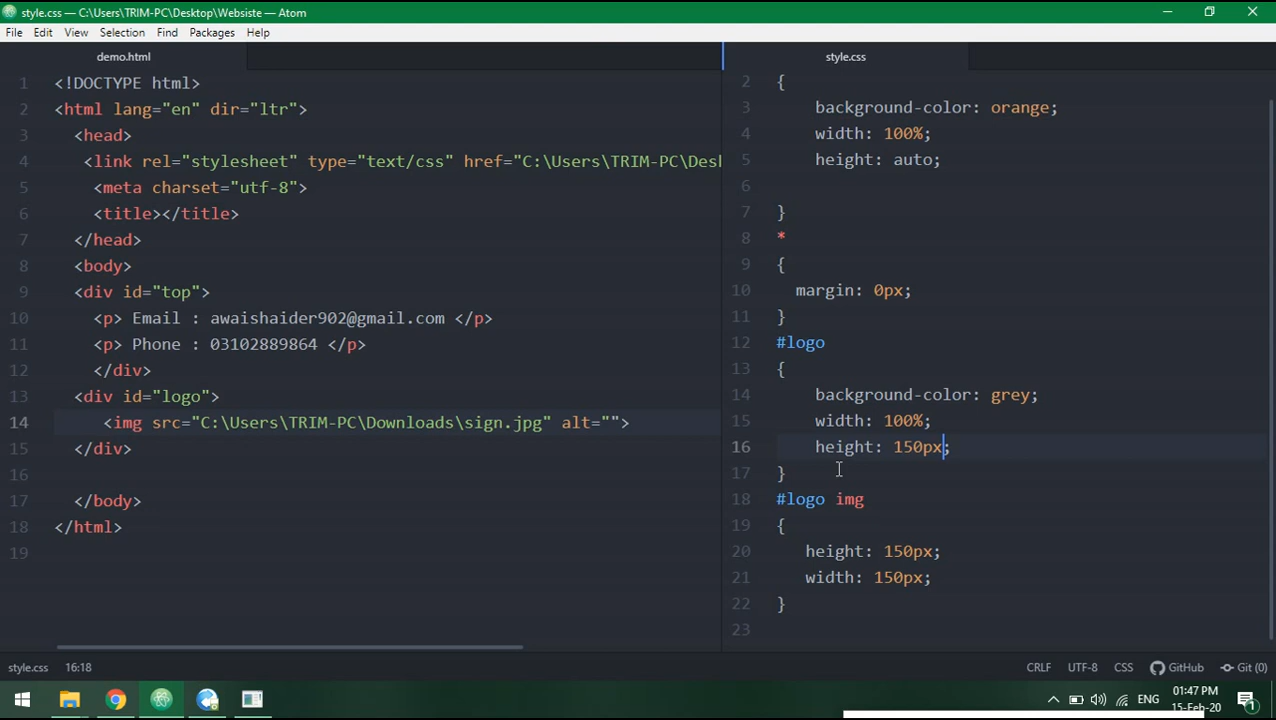 style.css — C:\Users\TRIM-PC\Desktop\Websiste — Atom
File Edit View Selection Find Packages Help
demo.html
1 <!DOCTYPE html>
2 <html lang="en" dir="ltr">
3 <head>
4 <link rel="stylesheet" type="text/css" href="C:\Users\TRIM-PC\Des
5 <meta charset="utf-8">
6 <title></title>
7 </head>
8 <body>
9 <div id="top">
10 <p> Email : awaishaider902@gmail.com </p>
11 <p> Phone : 03102889864 </p>
12 </div>
13 <div id="logo">
14 <img src="C:\Users\TRIM-PC\Downloads\sign.jpg" alt="">
15 </div>
16
17 </body>
18 </html>
19
style.css
2 {
3 background-color: orange;
4 width: 100%;
5 height: auto;
6
7 }
8 *
9 {
10 margin: 0px;
11 }
12 #logo
13 {
14 background-color: grey;
15 width: 100%;
16 height: 150px;
17 }
18 #logo img
19 {
20 height: 150px;
21 width: 150px;
22 }
23
style.css 16:18 CRLF UTF-8 CSS GitHub Git (0)
ENG 01:47 PM
15-Feb-20
1